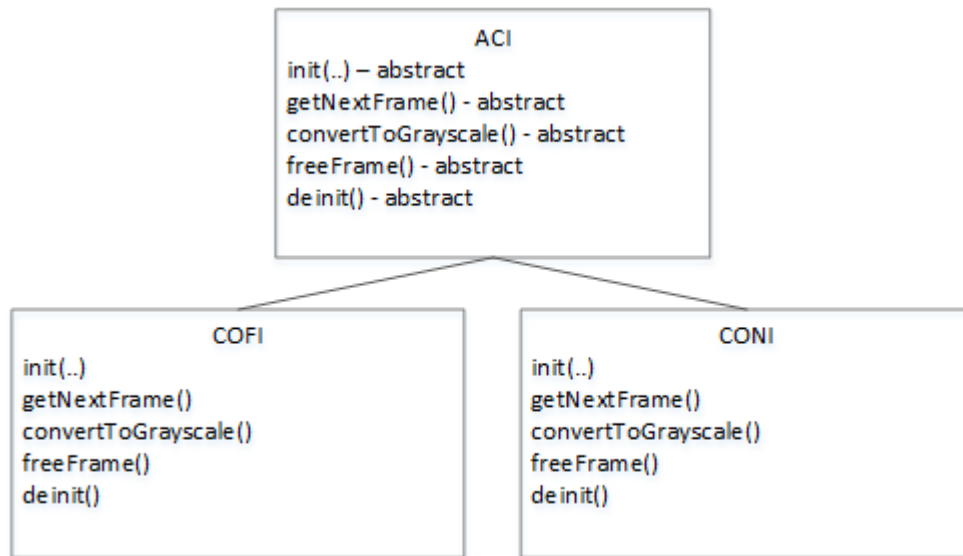 ACI
init(..) – abstract
getNextFrame() - abstract
convertToGrayscale() - abstract
freeFrame() - abstract
deinit() - abstract
COFI
init(..)
getNextFrame()
convertToGrayscale()
freeFrame()
deinit()
CONI
init(..)
getNextFrame()
convertToGrayscale()
freeFrame()
deinit()